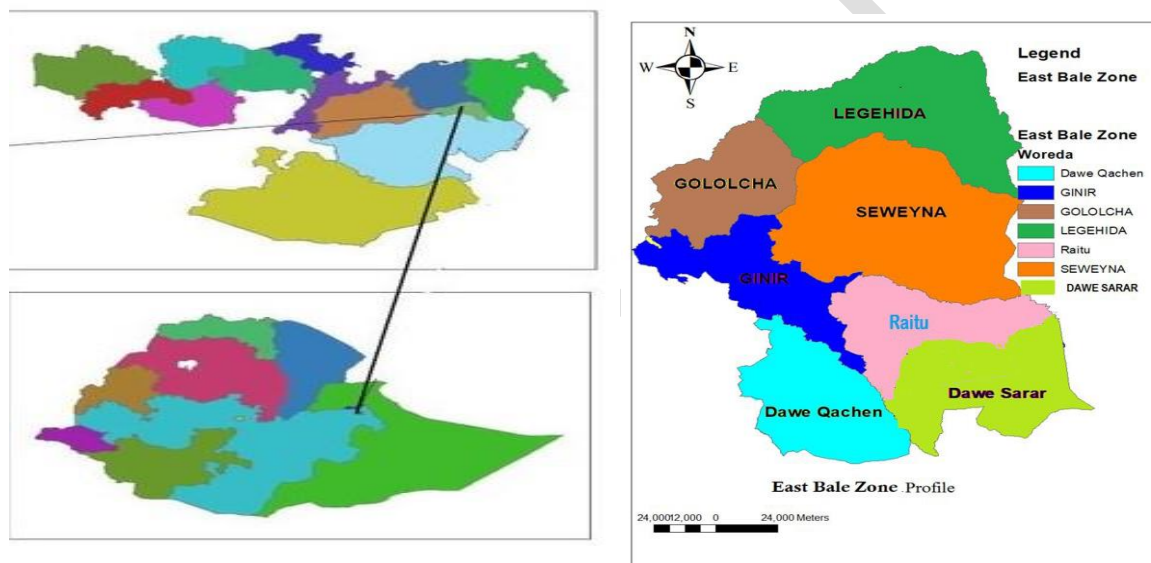 N
W E
S
Legend
East Bale Zone
East Bale Zone
Woreda
Dawe Qachen
GINIR
GOLOLCHA
LEGEHIDA
Raitu
SEWEYNA
DAWE SARAR
LEGEHIDA
GOLOLCHA
SEWEYNA
GINIR
Raitu
Dawe Sarar
Dawe Qachen
East Bale Zone Profile
24,00012,000 0 24,000 Meters